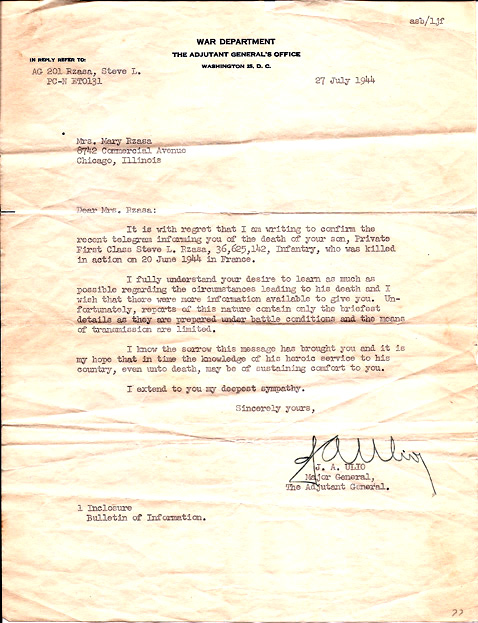 asb/ljf
WAR DEPARTMENT
THE ADJUTANT GENERAL'S OFFICE
WASHINGTON 25, D. C.
IN REPLY REFER TO:
AG 201 Rzasa, Steve L.
PC-N ETO131
27 July 1944
Mrs. Mary Rzasa
8742 Commercial Avenue
Chicago, Illinois
Dear Mrs. Rzasa:
It is with regret that I am writing to confirm the
recent telegram informing you of the death of your son, Private
First Class Steve L. Rzasa, 36,625,142, Infantry, who was killed
in action on 20 June 1944 in France.
I fully understand your desire to learn as much as
possible regarding the circumstances leading to his death and I
wish that there were more information available to give you. Un-
fortunately, reports of this nature contain only the briefest
details as they are prepared under battle conditions and the means
of transmission are limited.
I know the sorrow this message has brought you and it is
my hope that in time the knowledge of his heroic service to his
country, even unto death, may be of sustaining comfort to you.
I extend to you my deepest sympathy.
Sincerely yours,
J. A. Ulio
J. A. ULIO
Major General,
The Adjutant General.
1 Inclosure
Bulletin of Information.
22